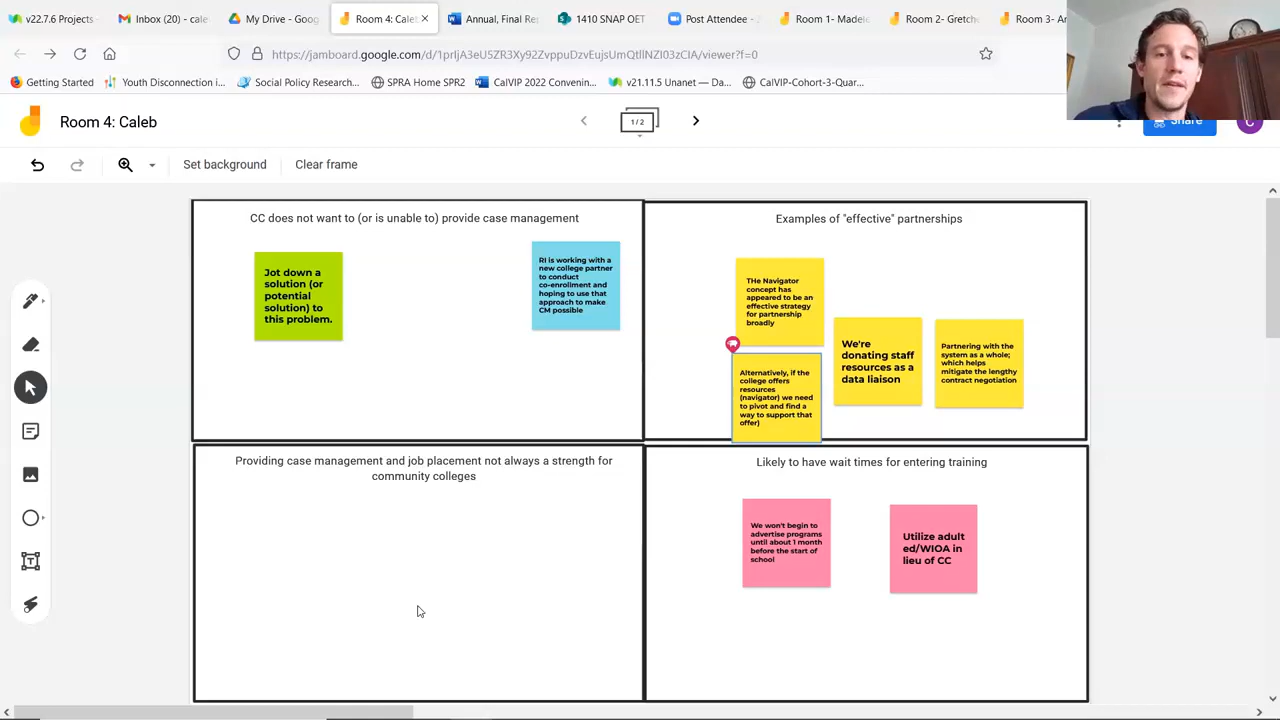 v22.7.6 Projects
Inbox (20) - cale
My Drive - Goog
Room 4: Cale
Annual, Final Re
1410 SNAP OET
Post Attendee -
Room 1- Madele
Room 2- Gretch
Room 3- Ar
https://jamboard.google.com/d/
/viewer?f=0
Getting Started
Youth Disconnection i...
Social Policy Research...
SPRA Home SPR2
CalVIP 2022 Convenin...
v21.11.5 Unanet — Da...
CalVIP-Cohort-3-Quar...
Room 4: Caleb
1/2
Share
C
Set background
Clear frame
CC does not want to (or is unable to) provide case management
Jot down a
solution (or
potential
solution) to
this problem.
RI is working with a
new college partner
to conduct
co-enrollment and
hoping to use that
approach to make
CM possible
Examples of "effective" partnerships
THe Navigator
concept has
appeared to be an
effective strategy
for partnership
broadly
Alternatively, if the
college offers
resources
(navigator) we need
to pivot and find a
way to support that
offer)
We're
donating staff
resources as a
data liaison
Partnering with the
system as a whole;
which helps
mitigate the lengthy
contract negotiation
Providing case management and job placement not always a strength for
community colleges
Likely to have wait times for entering training
We won't begin to
advertise programs
until about 1 month
before the start of
school
Utilize adult
ed/WIOA in
lieu of CC